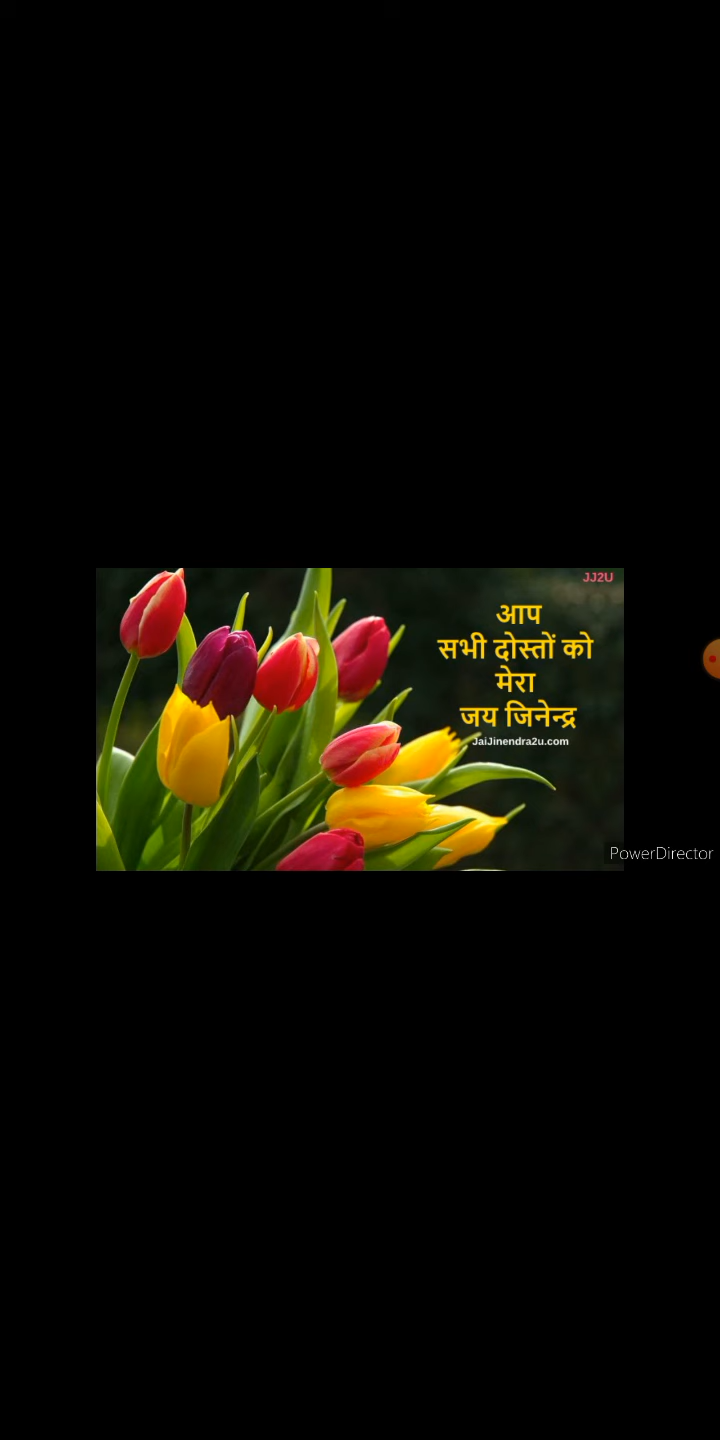 JJ2U
आप
सभी दोस्तों को
मेरा
जय जिनेन्द्र
JaiJinendra2u.com
PowerDirector